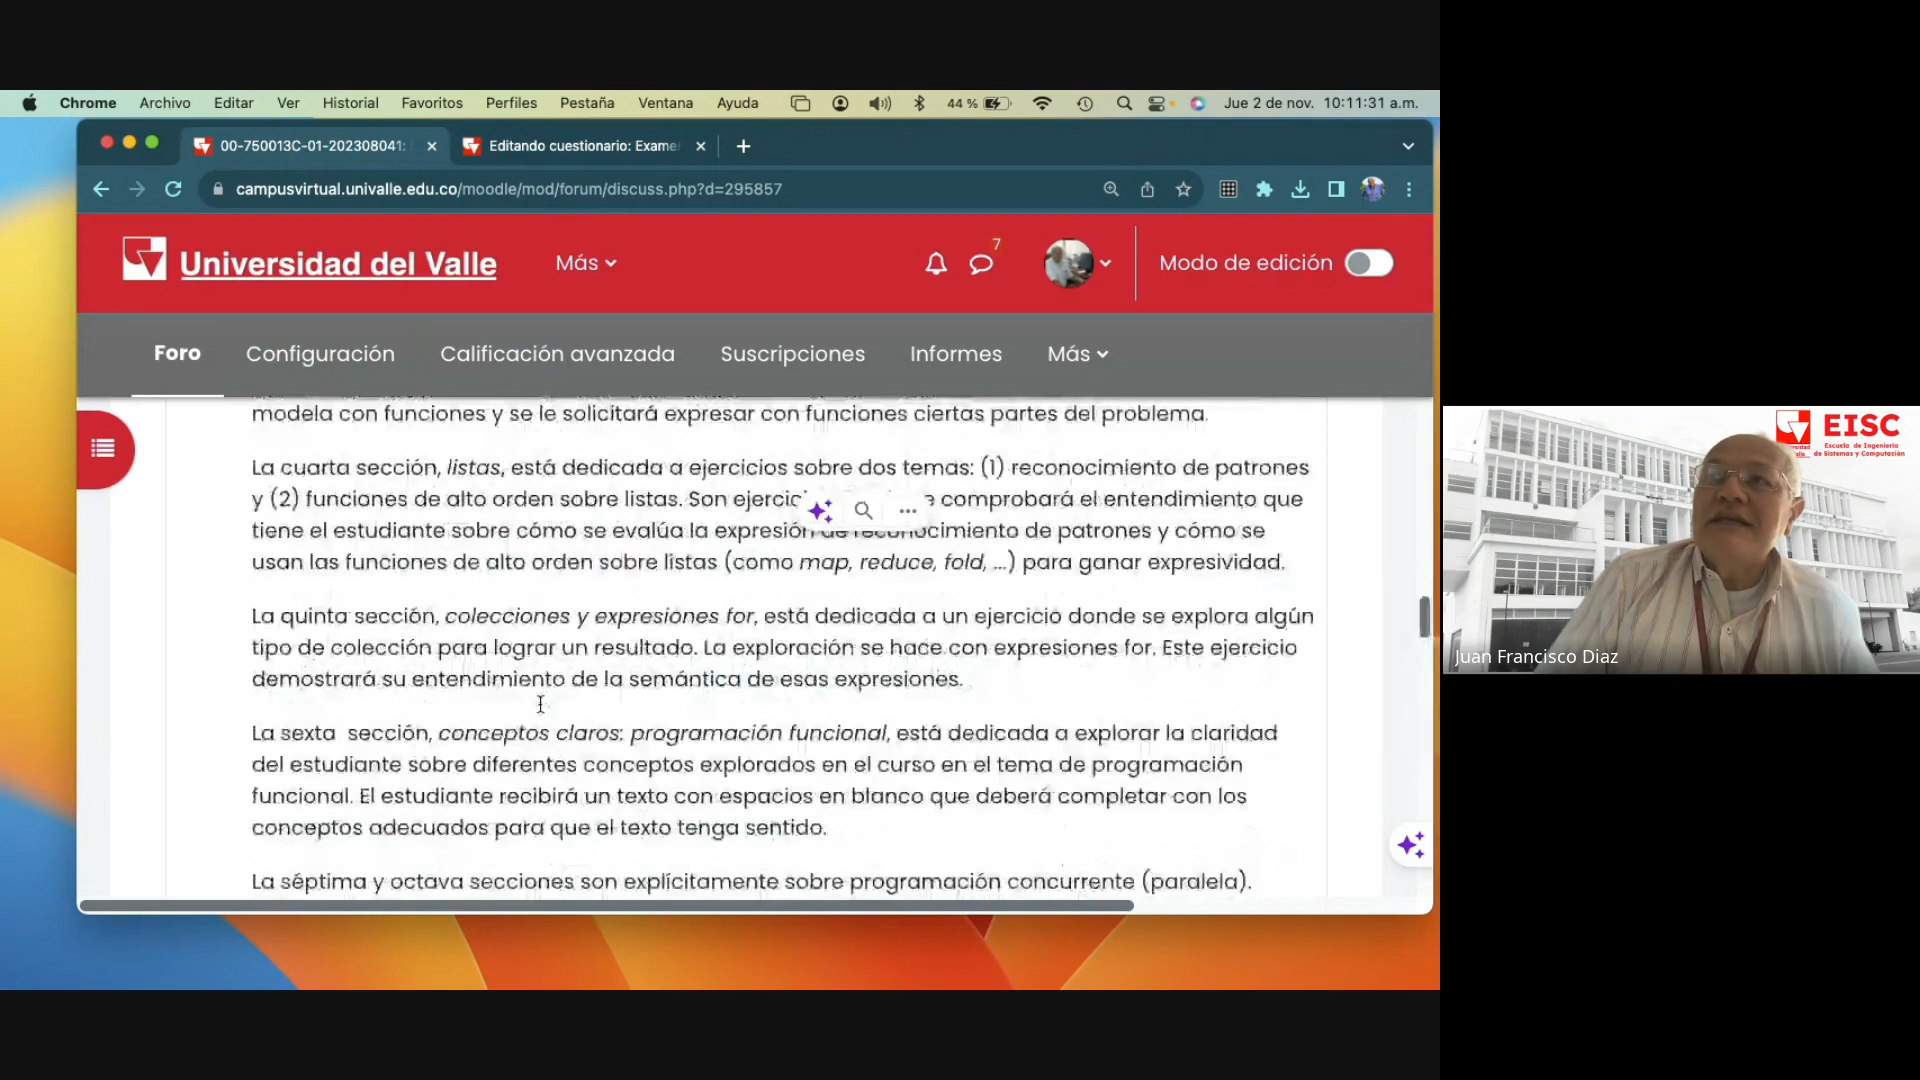 Chrome Archivo Editar Ver Historial Favoritos Perfiles Pestaña Ventana Ayuda 44 % Jue 2 de nov. 10:11:31 a.m.
00-750013C-01-202308041: Editando cuestionario: Exame
campusvirtual.univalle.edu.co/moodle/mod/forum/discuss.php?d=295857
Universidad del Valle Más 7 Modo de edición
Foro Configuración Calificación avanzada Suscripciones Informes Más
modela con funciones y se le solicitará expresar con funciones ciertas partes del problema.
La cuarta sección, listas, está dedicada a ejercicios sobre dos temas: (1) reconocimiento de patrones
y (2) funciones de alto orden sobre listas. Son ejercic comprobará el entendimiento que
tiene el estudiante sobre cómo se evalúa la expresión de reconocimiento de patrones y cómo se
usan las funciones de alto orden sobre listas (como map, reduce, fold, ...) para ganar expresividad.
La quinta sección, colecciones y expresiones for, está dedicada a un ejercicio donde se explora algún
tipo de colección para lograr un resultado. La exploración se hace con expresiones for. Este ejercicio
demostrará su entendimiento de la semántica de esas expresiones.
La sexta sección, conceptos claros: programación funcional, está dedicada a explorar la claridad
del estudiante sobre diferentes conceptos explorados en el curso en el tema de programación
funcional. El estudiante recibirá un texto con espacios en blanco que deberá completar con los
conceptos adecuados para que el texto tenga sentido.
La séptima y octava secciones son explícitamente sobre programación concurrente (paralela).
EISC
Escuela de Ingeniería
de Sistemas y Computación
Juan Francisco Diaz